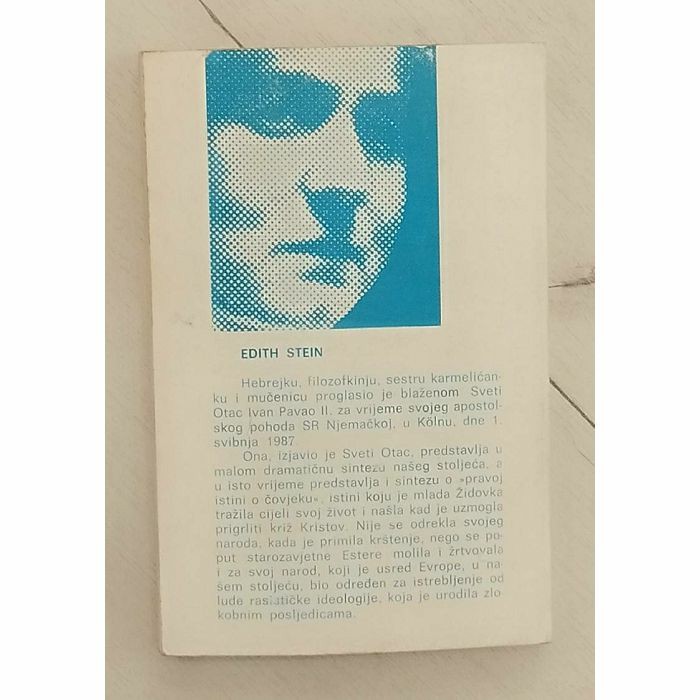 EDITH STEIN
Hebrejku, filozofkinju, sestru karmelićan-
ku i mučenicu proglasio je blaženom Sveti
Otac Ivan Pavao II. za vrijeme svojeg apostol-
skog pohoda SR Njemačkoj, u Kölnu, dne 1.
svibnja 1987.
Ona, izjavio je Sveti Otac, predstavlja u
malom dramatičnu sintezu našeg stoljeća, a
u isto vrijeme predstavlja i sintezu o »pravoj
istini o čovjeku«, istini koju je mlada Židovka
tražila cijeli svoj život i našla kad je uzmogla
prigrliti križ Kristov. Nije se odrekla svojeg
naroda, kada je primila krštenje, nego se po-
put starozavjetne Estere molila i žrtvovala
i za svoj narod, koji je usred Evrope, u na-
šem stoljeću, bio određen za istrebljenje od
lude rasističke ideologije, koja je urodila zlo-
kobnim posljedicama.